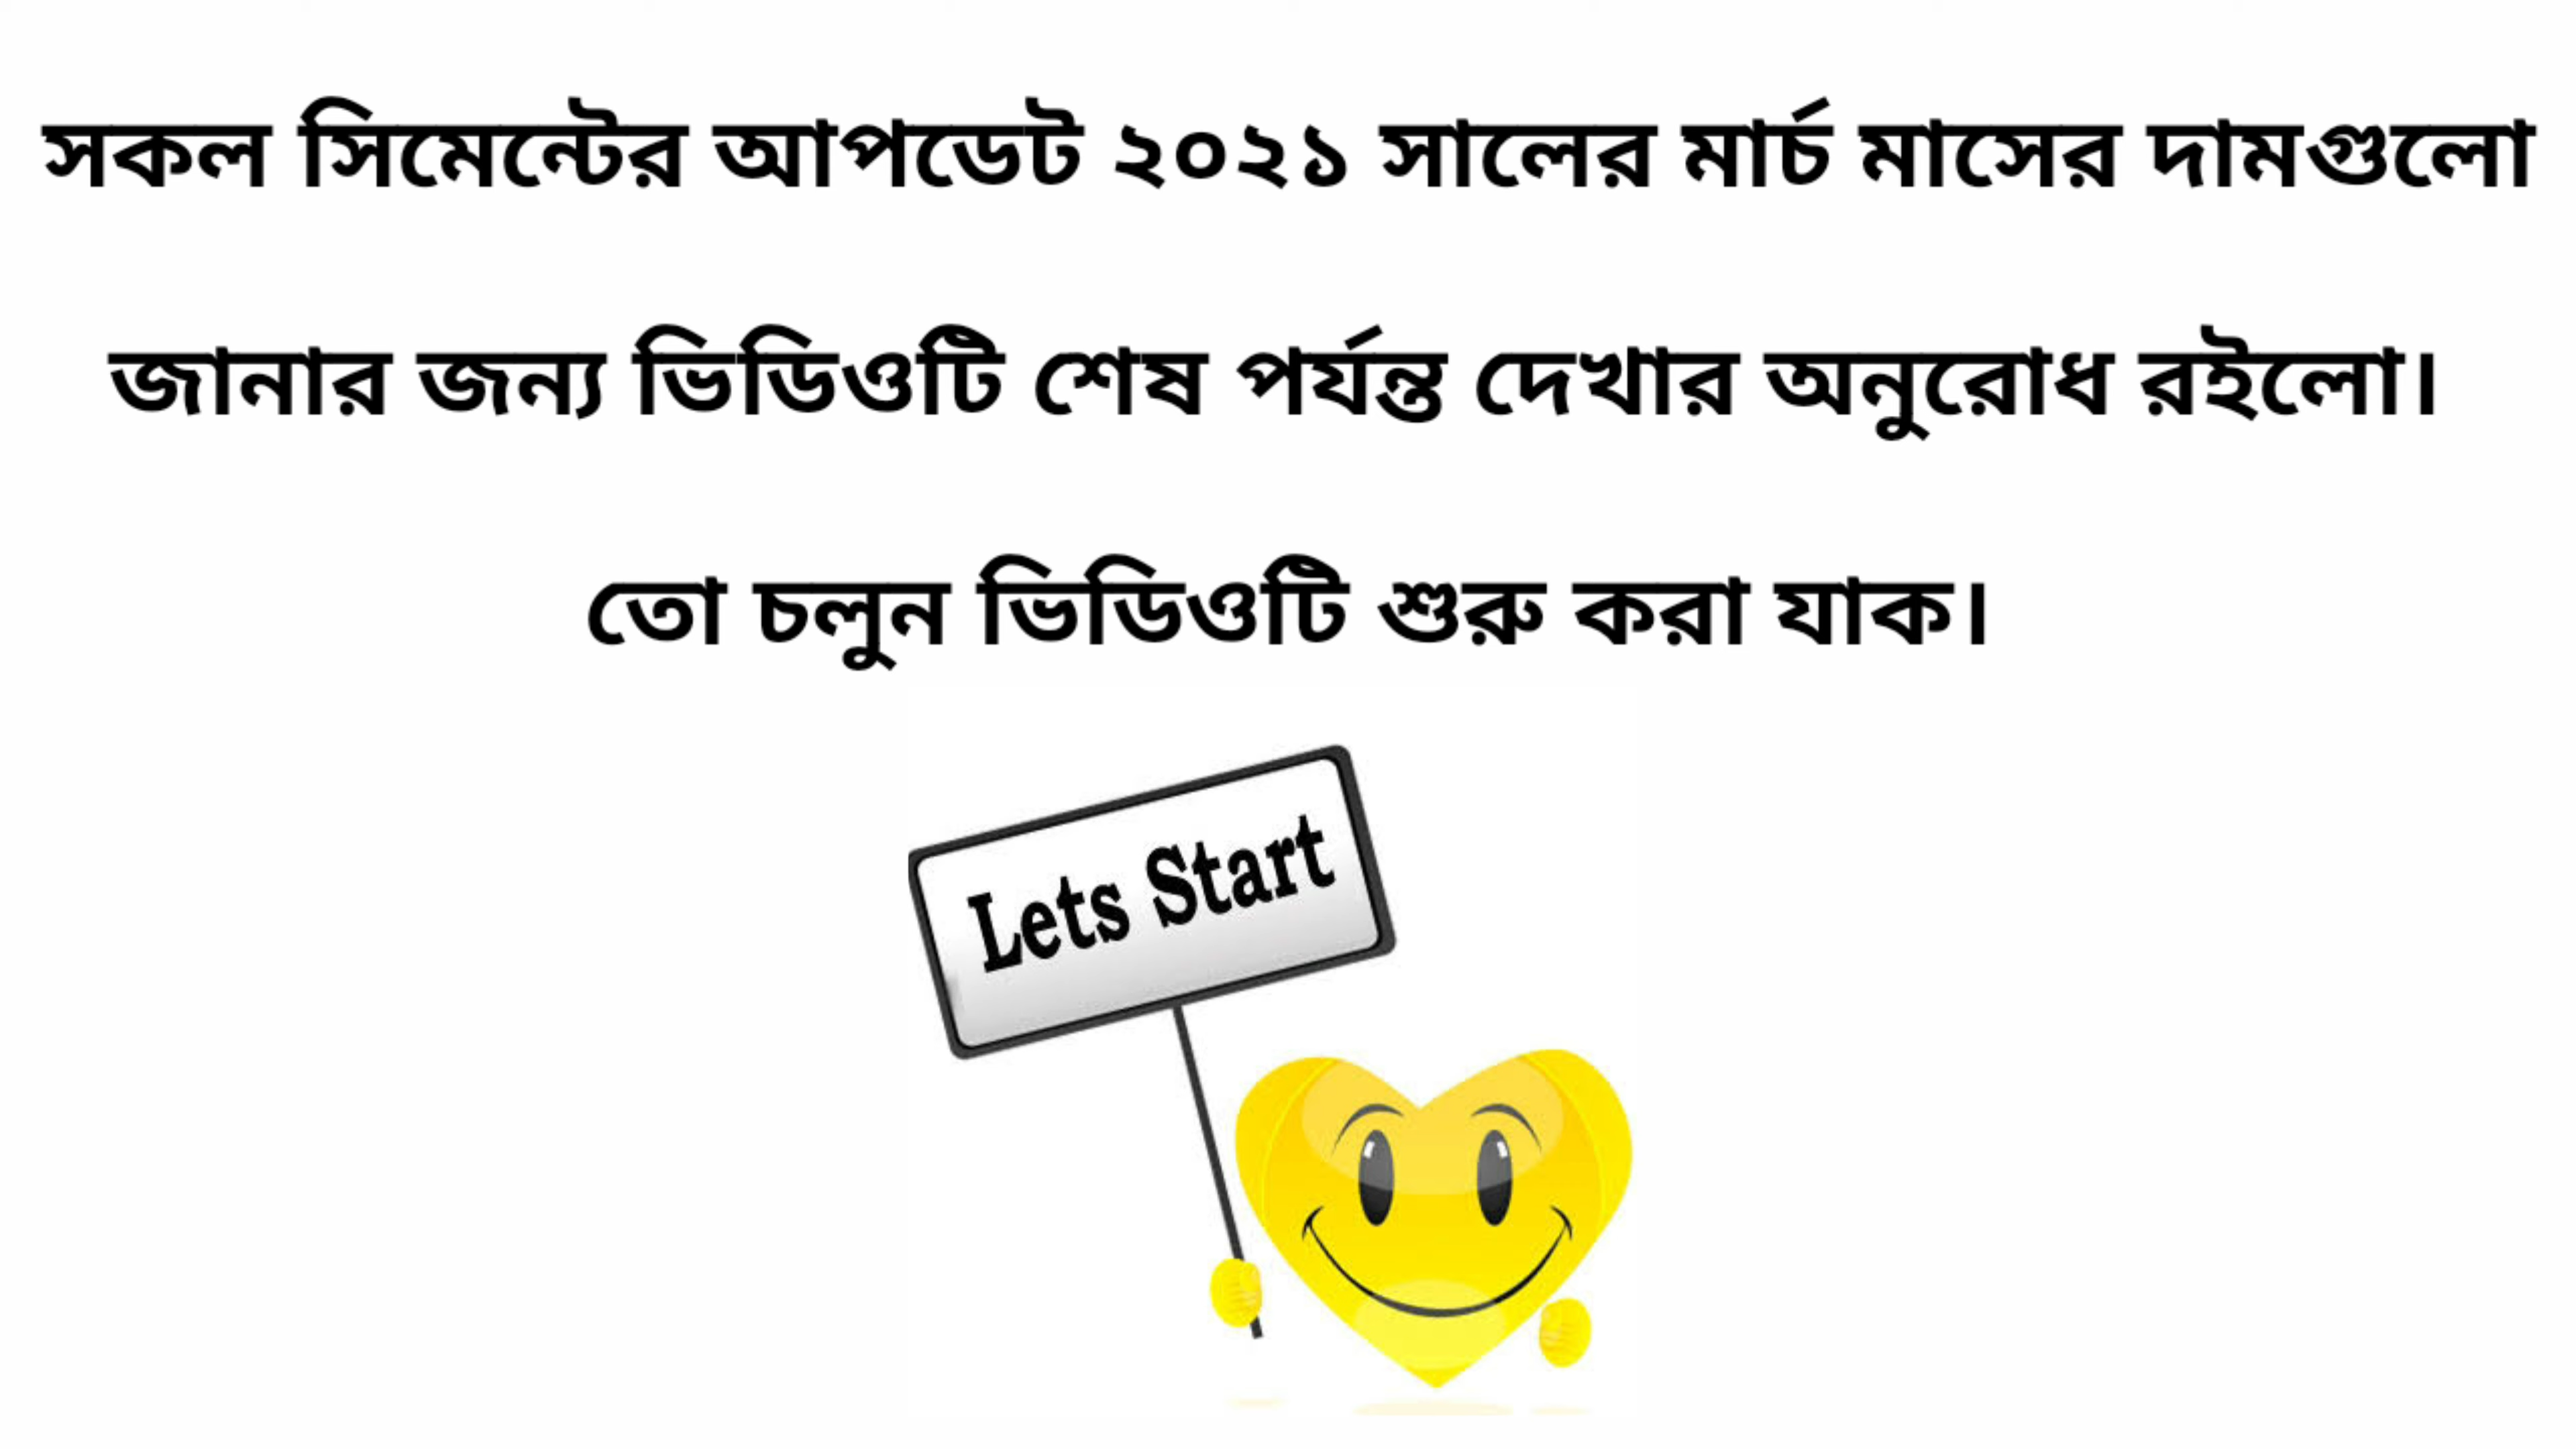 সকল সিমেন্টের আপডেট ২০২১ সালের মার্চ মাসের দামগুলো
জানার জন্য ভিডিওটি শেষ পর্যন্ত দেখার অনুরোধ রইলো।
তো চলুন ভিডিওটি শুরু করা যাক।
Lets Start